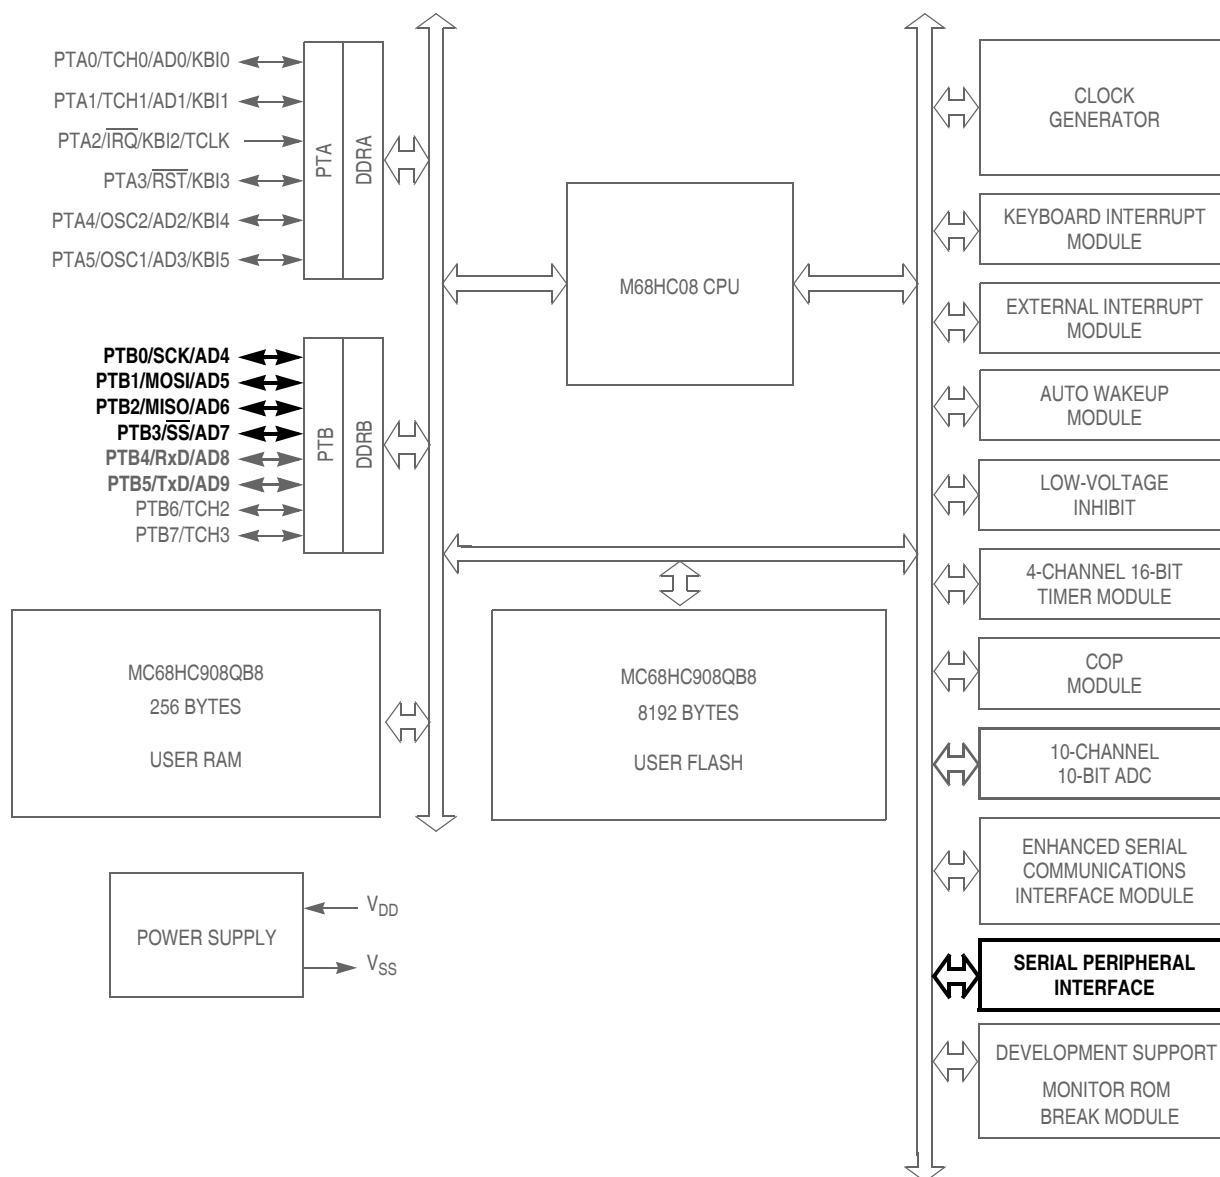 PTA0/TCH0/AD0/KBI0
PTA1/TCH1/AD1/KBI1
PTA2/I̅R̅Q̅/KBI2/TCLK
PTA3/R̅S̅T̅/KBI3
PTA4/OSC2/AD2/KBI4
PTA5/OSC1/AD3/KBI5
PTA
DDRA
PTB0/SCK/AD4
PTB1/MOSI/AD5
PTB2/MISO/AD6
PTB3/S̅S̅/AD7
PTB4/RxD/AD8
PTB5/TxD/AD9
PTB6/TCH2
PTB7/TCH3
PTB
DDRB
M68HC08 CPU
MC68HC908QB8
256 BYTES
USER RAM
MC68HC908QB8
8192 BYTES
USER FLASH
POWER SUPPLY
VDD
VSS
CLOCK
GENERATOR
KEYBOARD INTERRUPT
MODULE
EXTERNAL INTERRUPT
MODULE
AUTO WAKEUP
MODULE
LOW-VOLTAGE
INHIBIT
4-CHANNEL 16-BIT
TIMER MODULE
COP
MODULE
10-CHANNEL
10-BIT ADC
ENHANCED SERIAL
COMMUNICATIONS
INTERFACE MODULE
SERIAL PERIPHERAL
INTERFACE
DEVELOPMENT SUPPORT
MONITOR ROM
BREAK MODULE